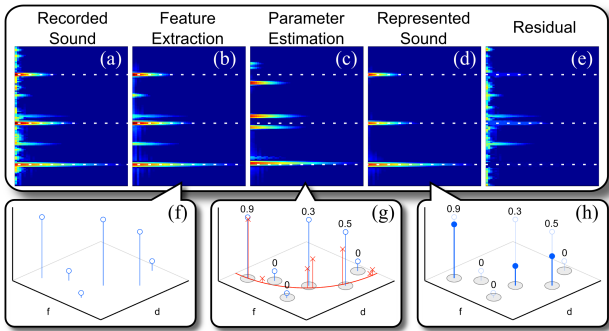 Recorded Sound
Feature Extraction
Parameter Estimation
Represented Sound
Residual
(a)
(b)
(c)
(d)
(e)
(f)
f
d
(g)
0.9
0.3
0.5
0
0
0
f
d
(h)
0.9
0.3
0.5
0
0
0
f
d